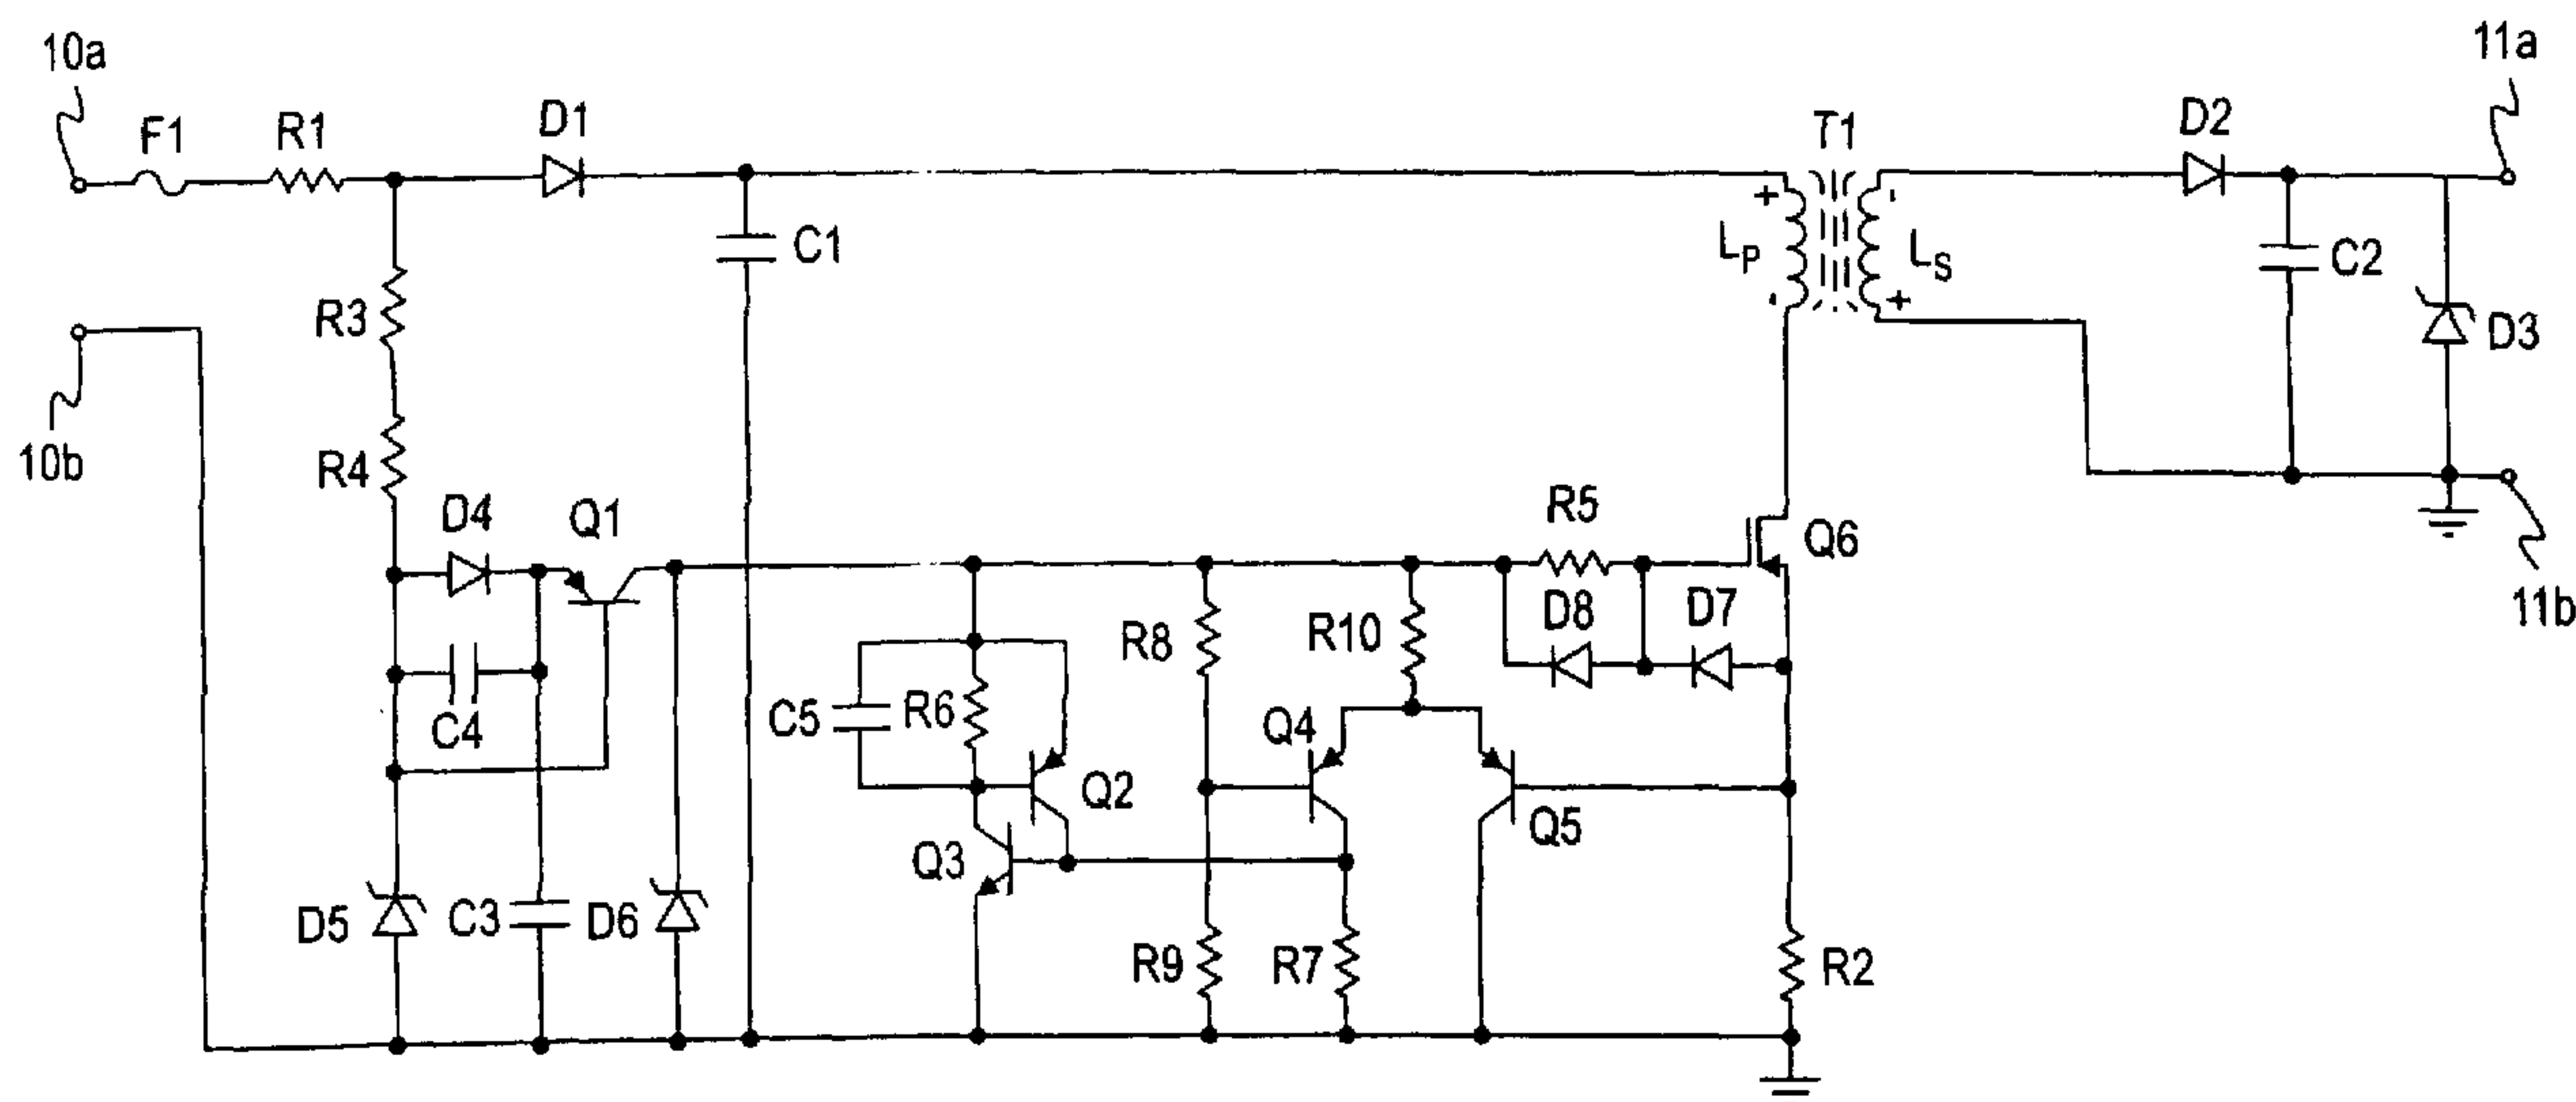 10a
11a
F1
R1
D1
T1
D2
+
C1
LP
LS
C2
+
R3
D3
10b
R4
D4
Q1
R5
Q6
11b
R8
R10
D8
D7
C4
C5
R6
Q4
Q2
Q5
Q3
D5
C3
D6
R9
R7
R2